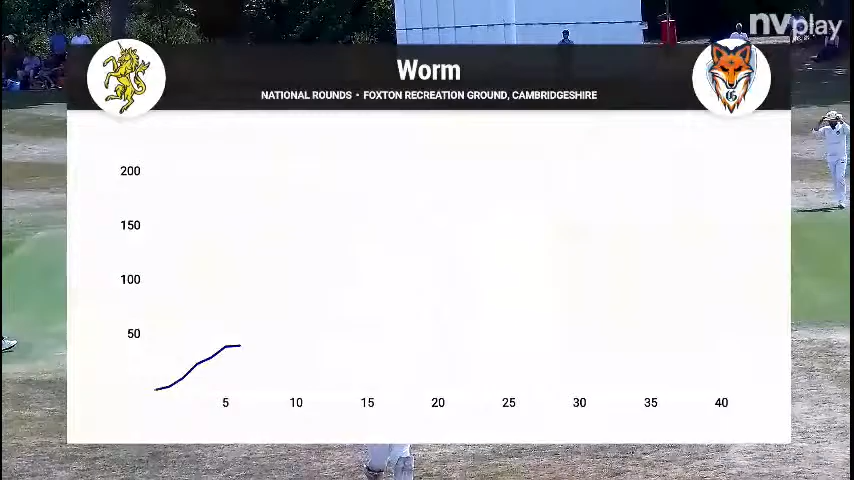 nvplay
Worm
NATIONAL ROUNDS • FOXTON RECREATION GROUND, CAMBRIDGESHIRE
200
150
100
50
5 10 15 20 25 30 35 40